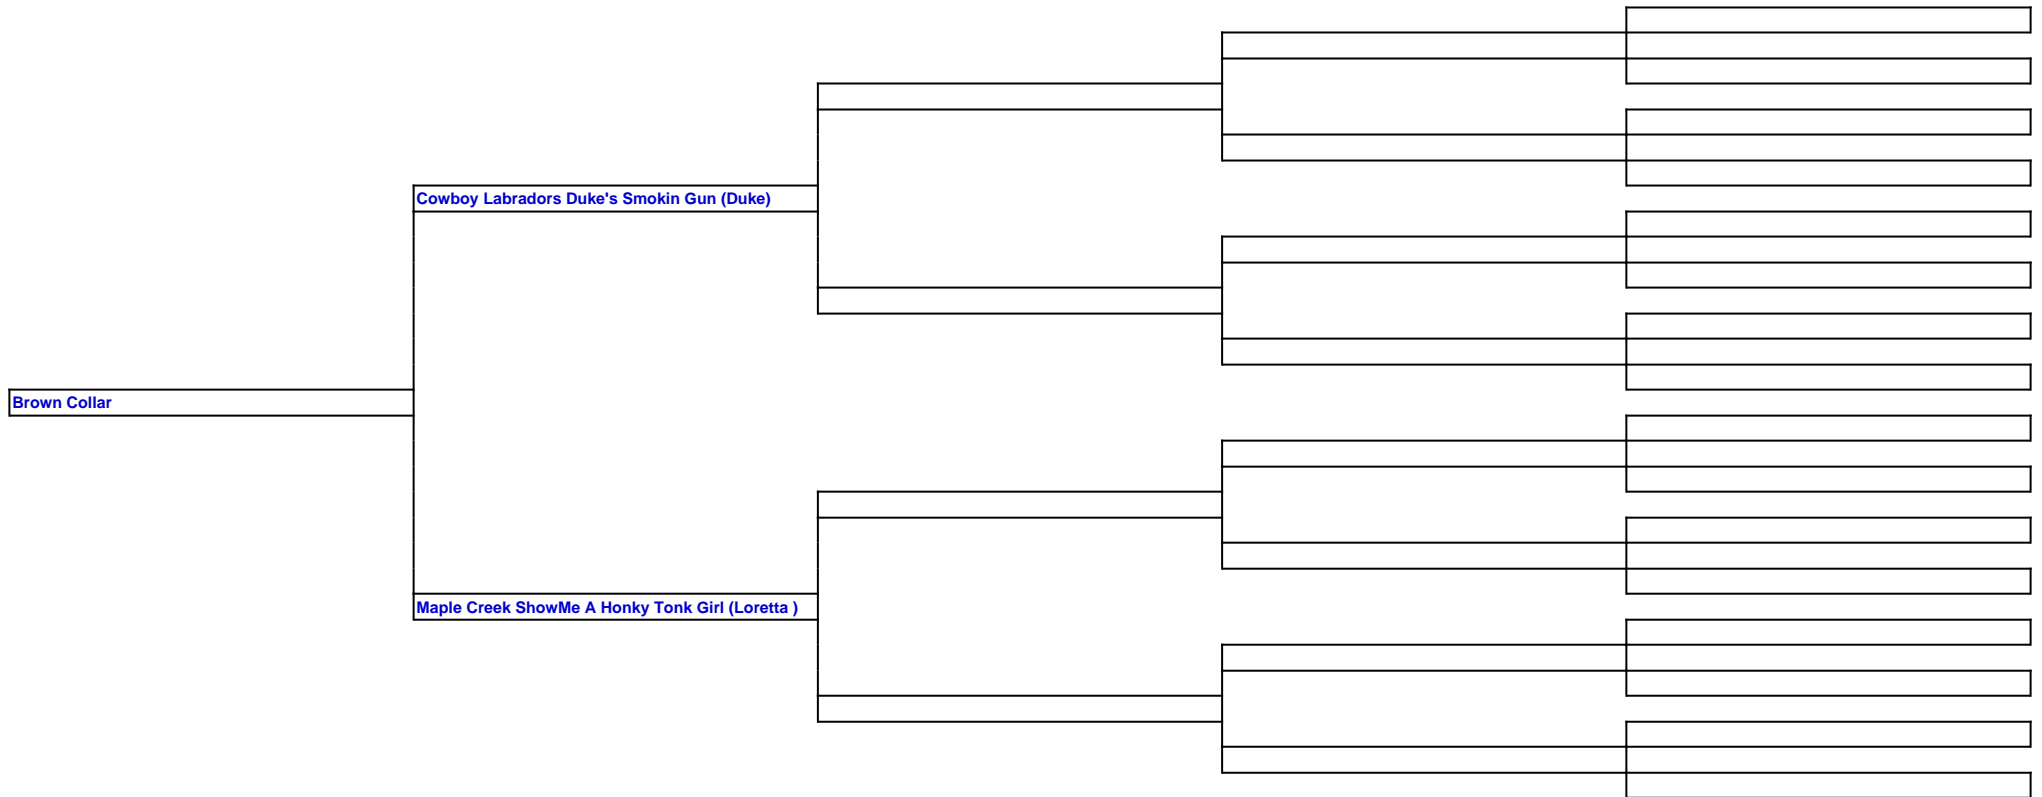 Cowboy Labradors Duke's Smokin Gun (Duke)
Brown Collar
Maple Creek ShowMe A Honky Tonk Girl (Loretta )